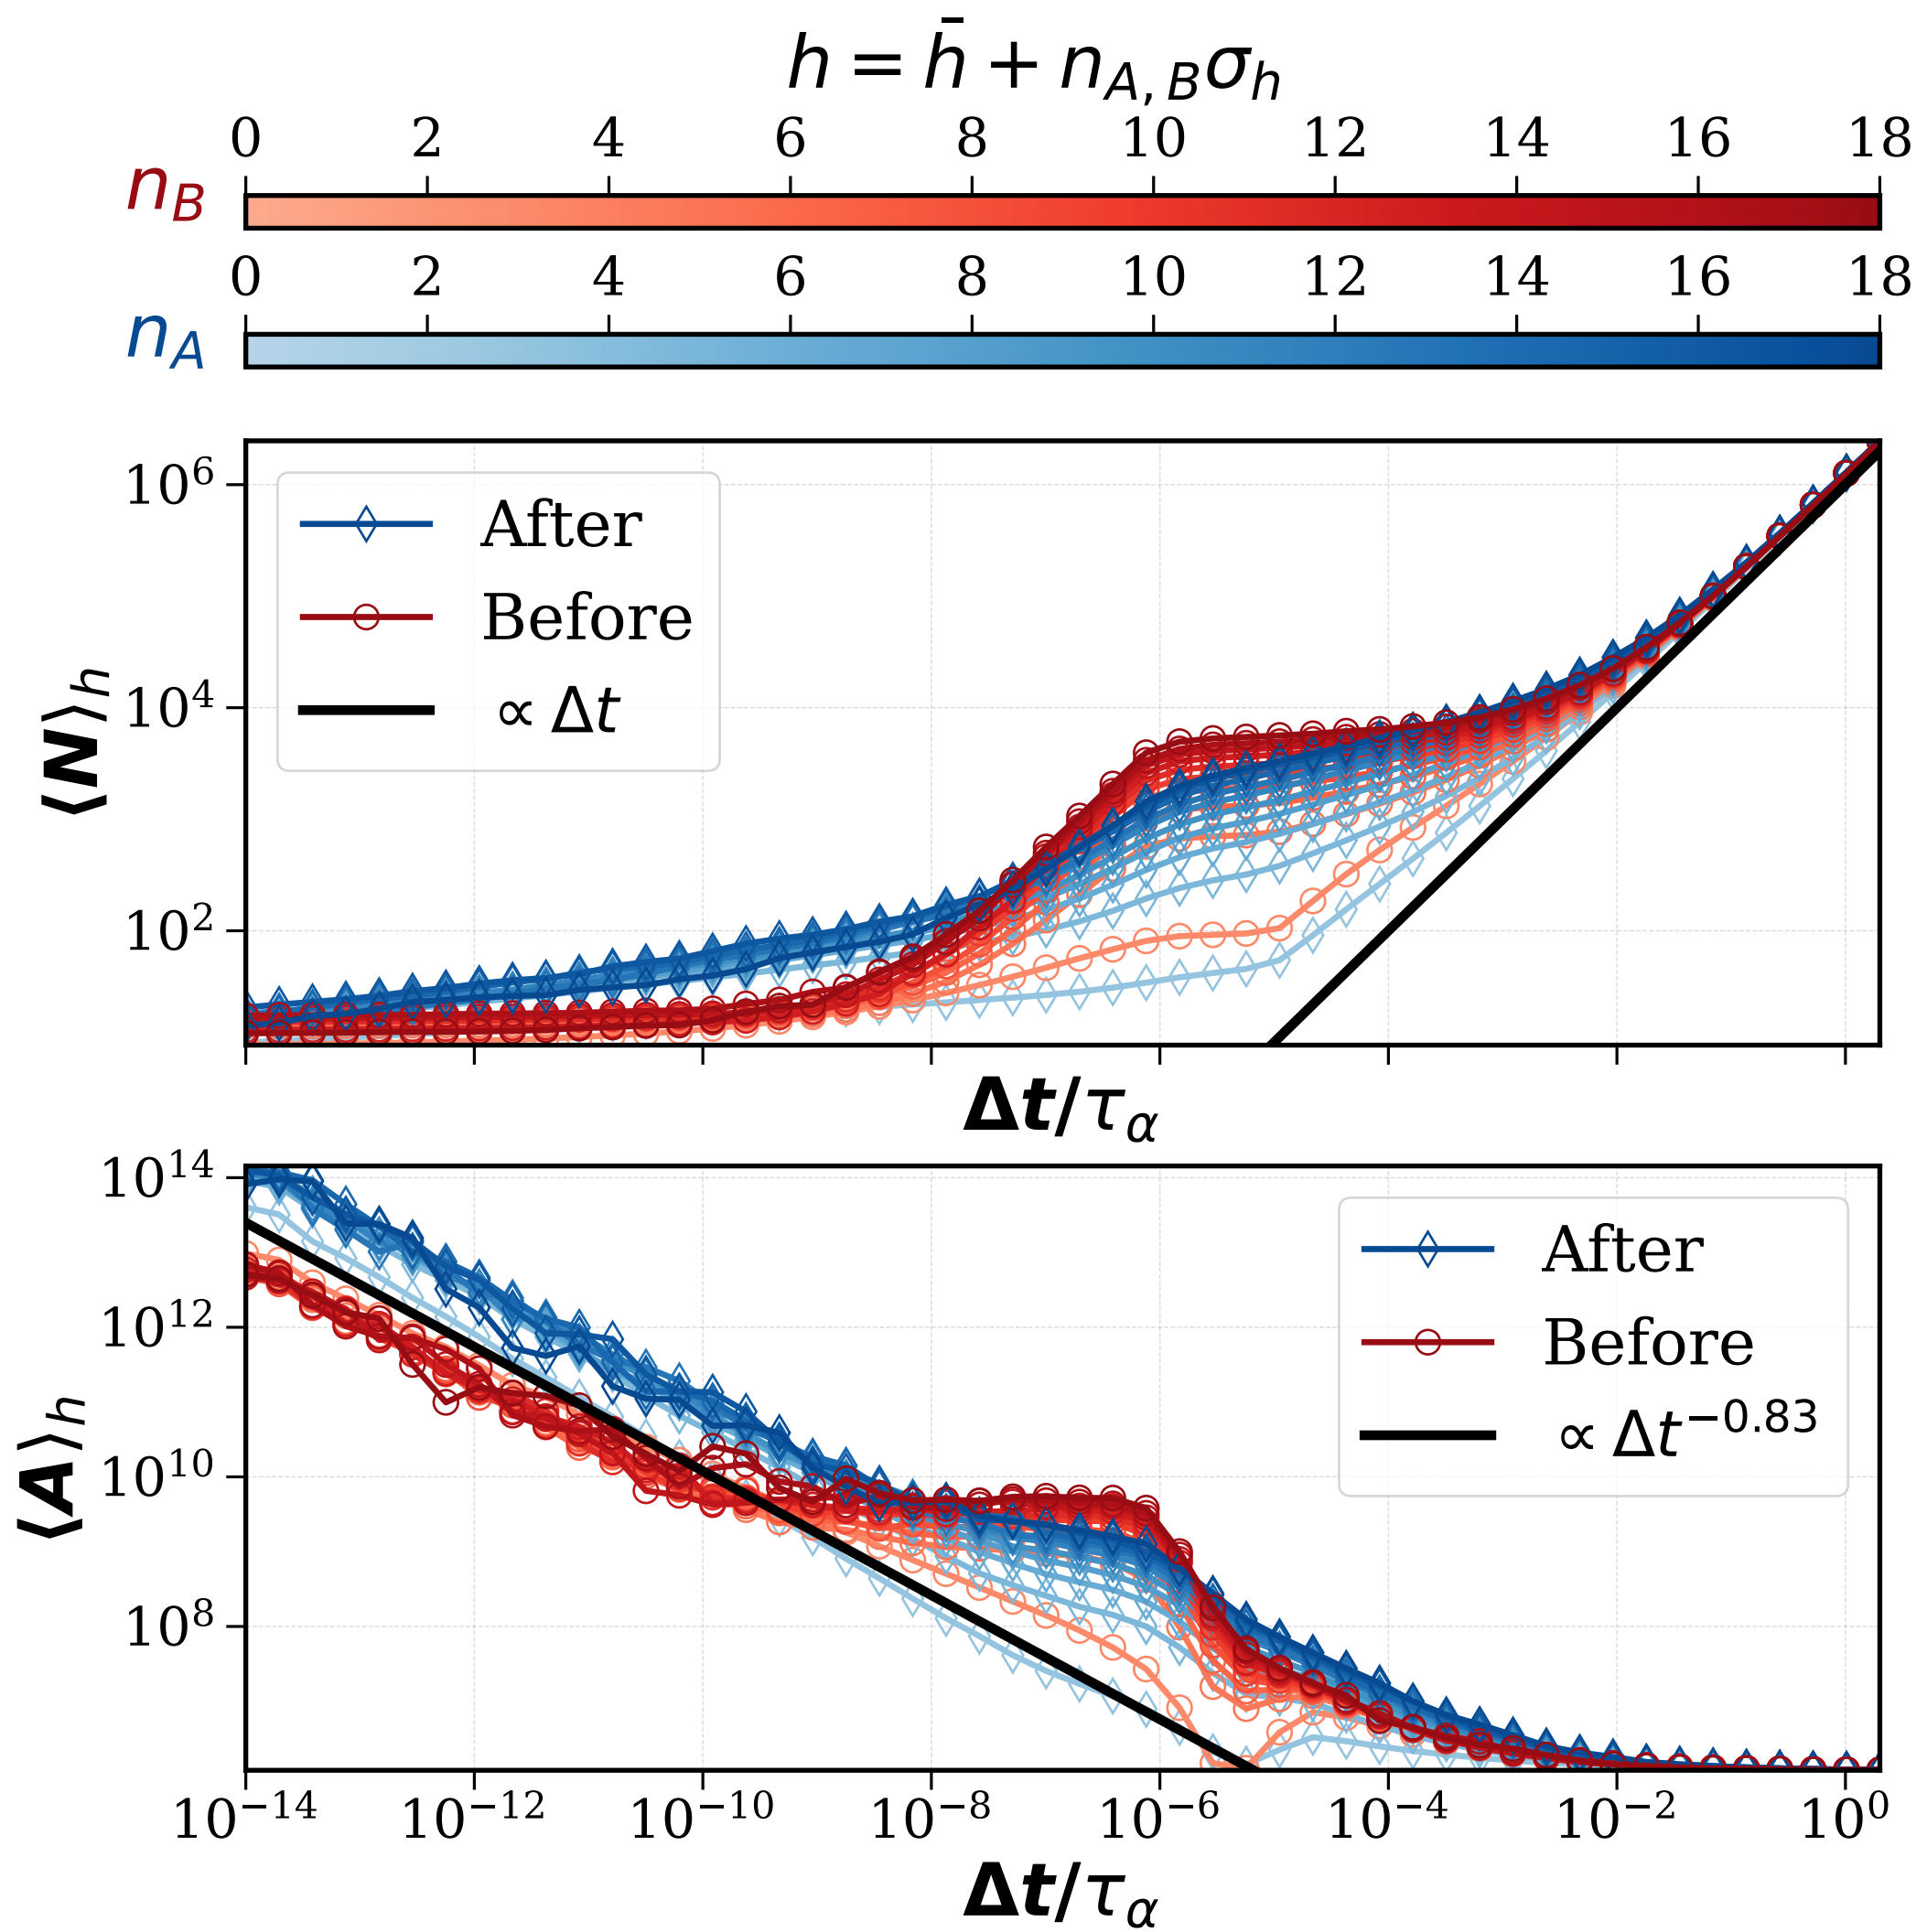 h = h̄ + n_{A, B}σ_h
0 2 4 6 8 10 12 14 16 18
n_B
0 2 4 6 8 10 12 14 16 18
n_A
10^6
10^4
10^2
⟨N⟩_h
After
Before
∝ Δt
Δt/τ_α
10^14
10^12
10^10
10^8
⟨A⟩_h
After
Before
∝ Δt^−0.83
10^−14 10^−12 10^−10 10^−8 10^−6 10^−4 10^−2 10^0
Δt/τ_α